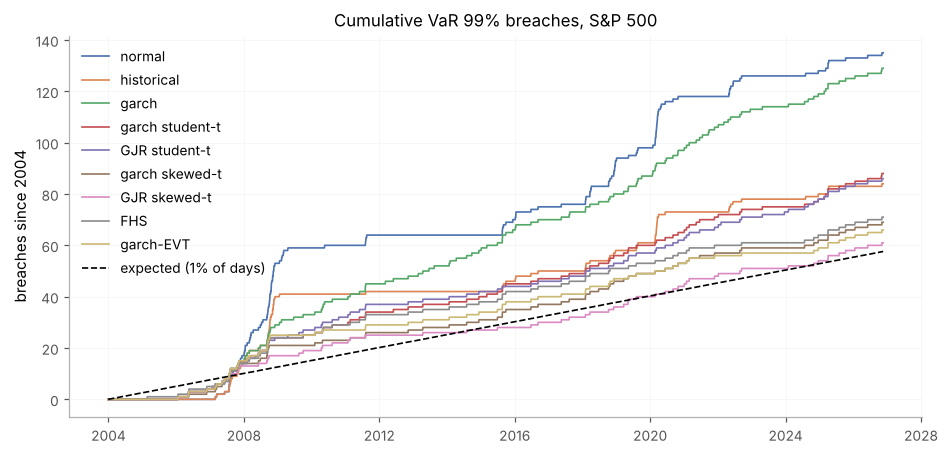 Cumulative VaR 99% breaches, S&P 500
breaches since 2004
140
120
100
80
60
40
20
0
normal
historical
garch
garch student-t
GJR student-t
garch skewed-t
GJR skewed-t
FHS
garch-EVT
expected (1% of days)
2004 2008 2012 2016 2020 2024 2028